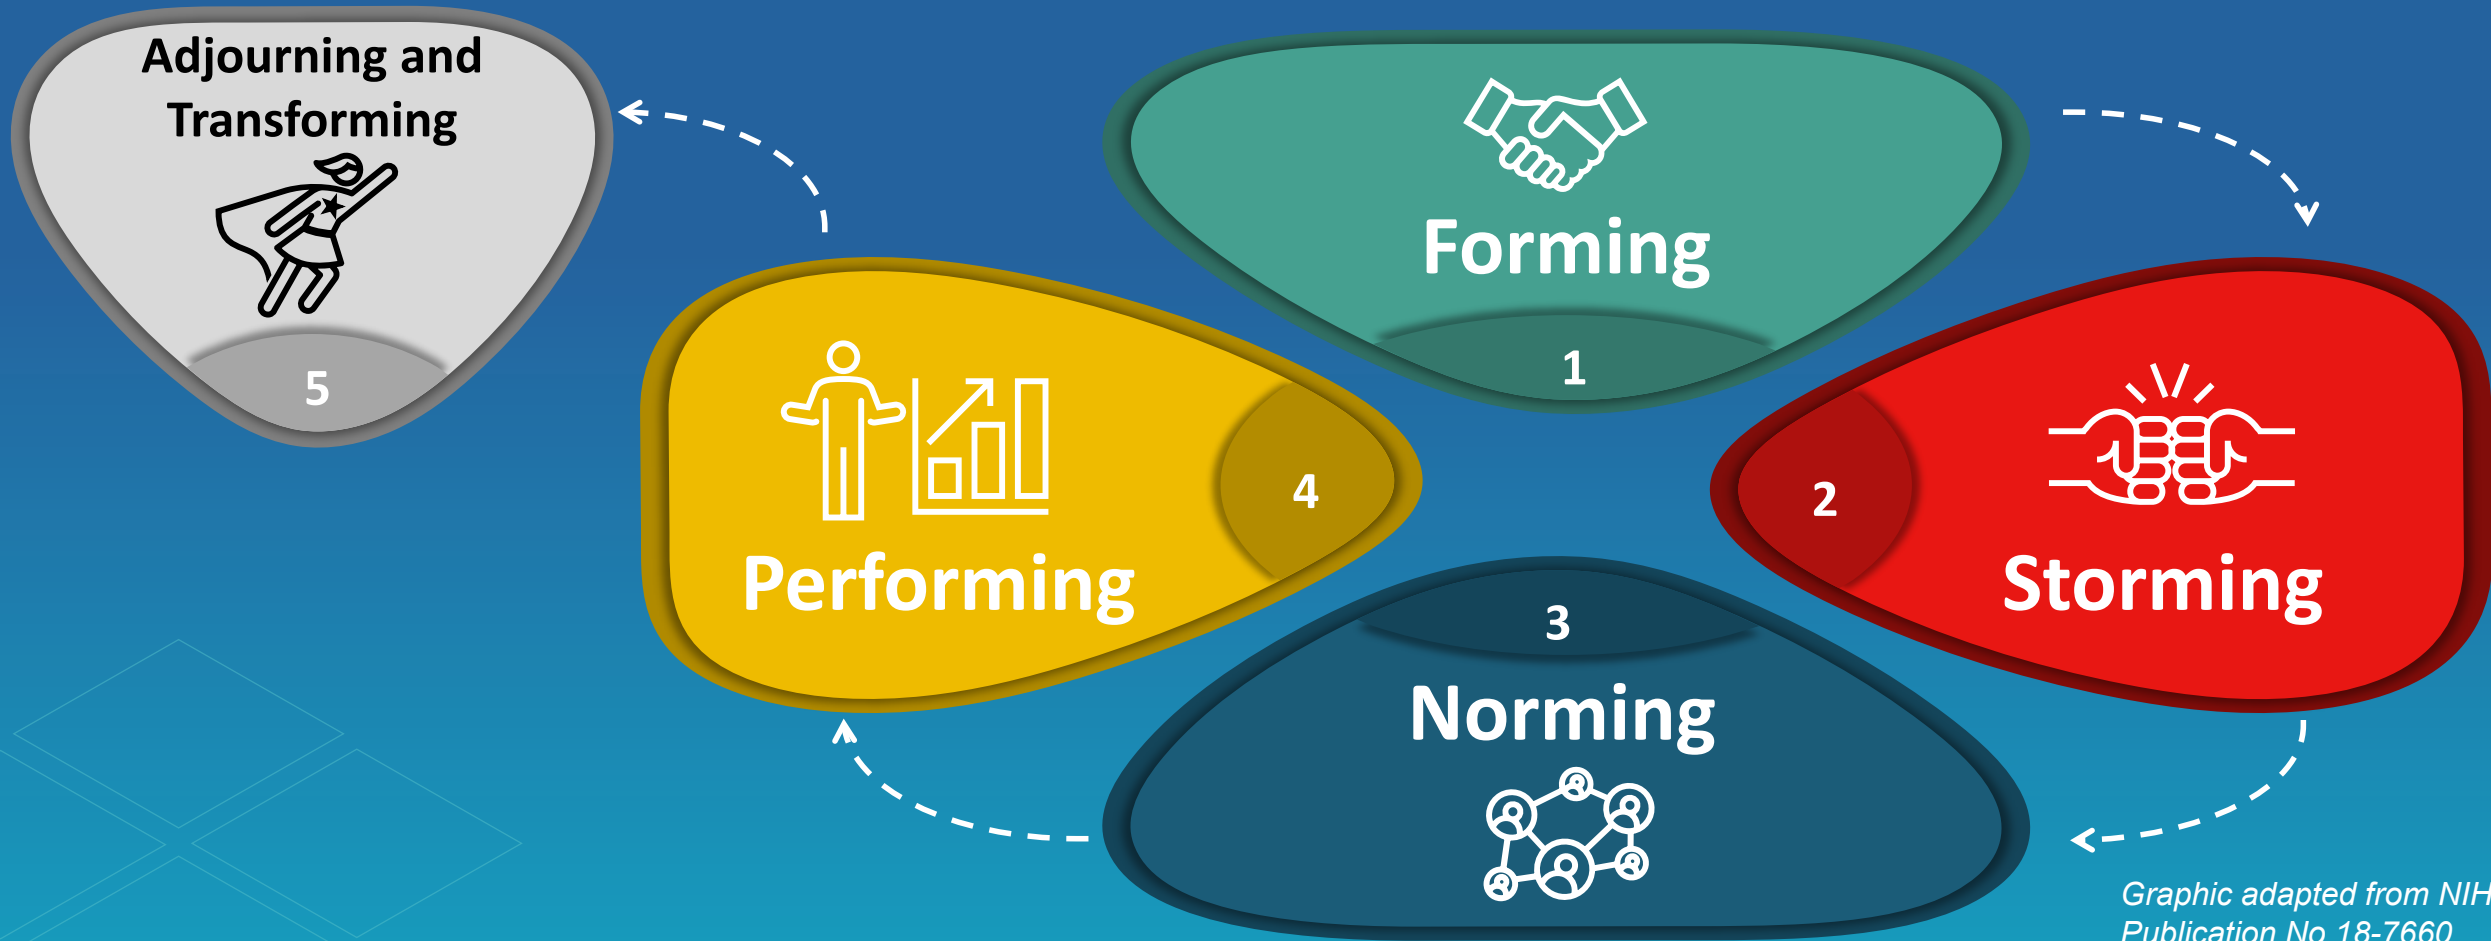 Adjourning and
Transforming
5
Forming
1
2
Storming
3
Norming
4
Performing
Graphic adapted from NIH
Publication No 18-7660